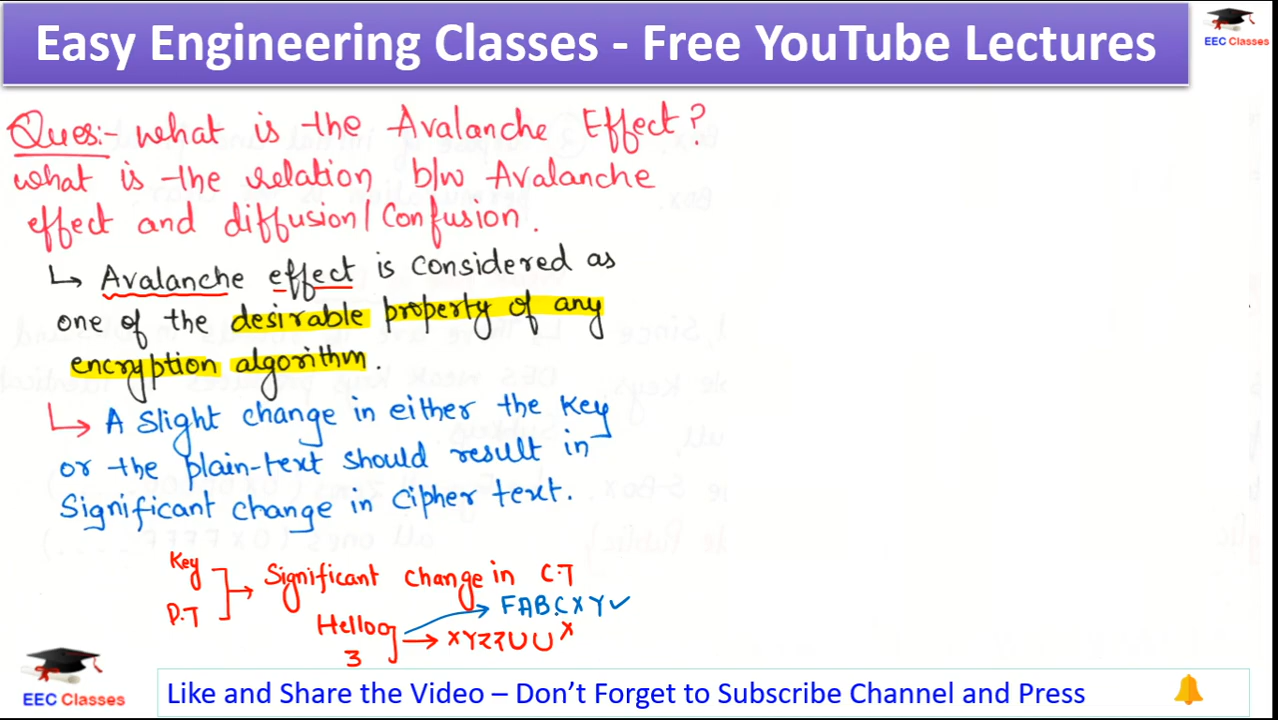 Easy Engineering Classes - Free YouTube Lectures
EEC Classes
Ques:- what is the Avalanche Effect?
what is the relation b/w Avalanche
effect and diffusion/Confusion.
↳ Avalanche effect is considered as
one of the desirable property of any
encryption algorithm.
↳ A slight change in either the key
or the plain-text should result in
Significant change in Cipher text.
Key
P.T
→ Significant change in C.T
Hello
3
→ FABCXY✓
→ XYZZUU x
EEC Classes
Like and Share the Video – Don't Forget to Subscribe Channel and Press